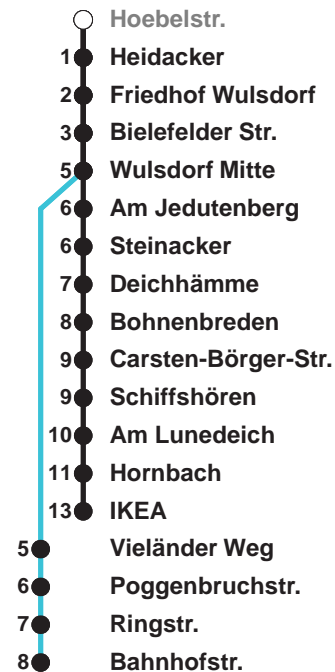 Hoebelstr.
1 Heidacker
2 Friedhof Wulsdorf
3 Bielefelder Str.
5 Wulsdorf Mitte
6 Am Jedutenberg
6 Steinacker
7 Deichhämme
8 Bohnenbreden
9 Carsten-Börger-Str.
9 Schiffshören
10 Am Lunedeich
11 Hornbach
13 IKEA
5 Vieländer Weg
6 Poggenbruchstr.
7 Ringstr.
8 Bahnhofstr.